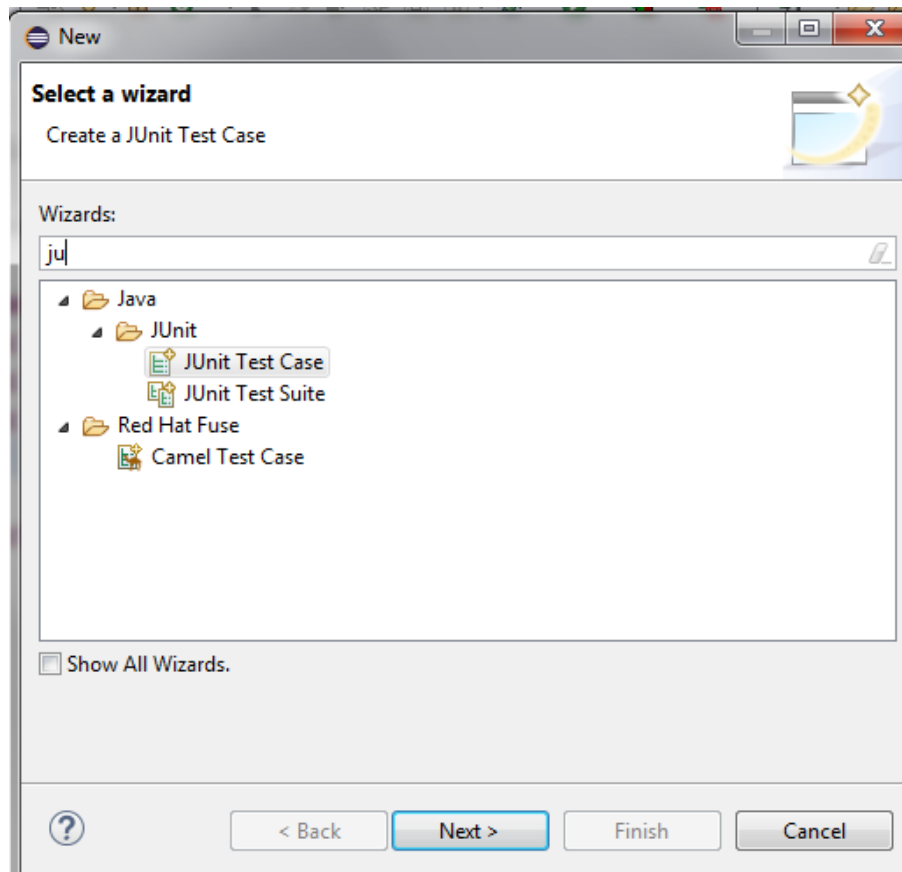 New
Select a wizard
Create a JUnit Test Case
Wizards:
ju
Java
JUnit
JUnit Test Case
JUnit Test Suite
Red Hat Fuse
Camel Test Case
Show All Wizards.
? < Back Next > Finish Cancel